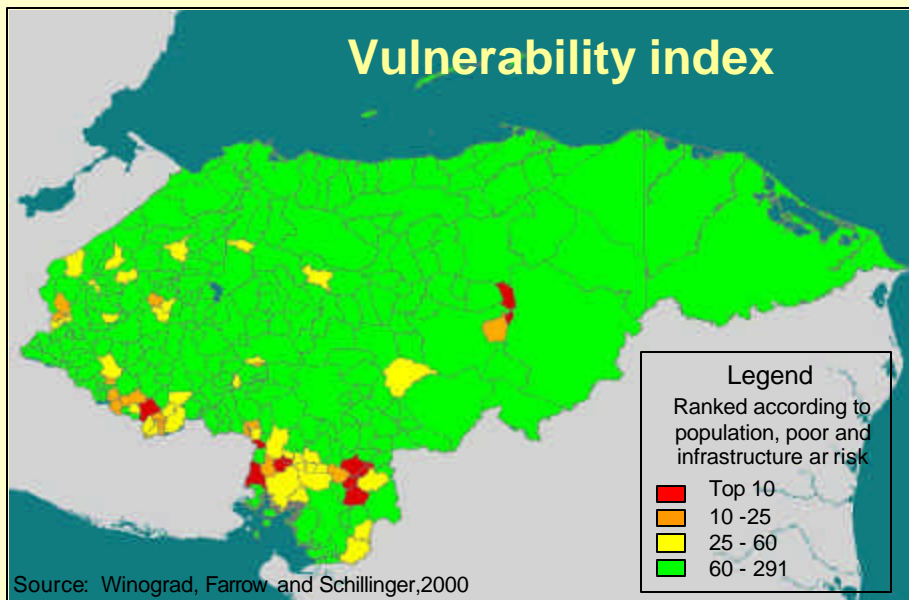 Vulnerability index
Legend
Ranked according to
population, poor and
infrastructure ar risk
Top 10
10 -25
25 - 60
60 - 291
Source: Winograd, Farrow and Schillinger,2000